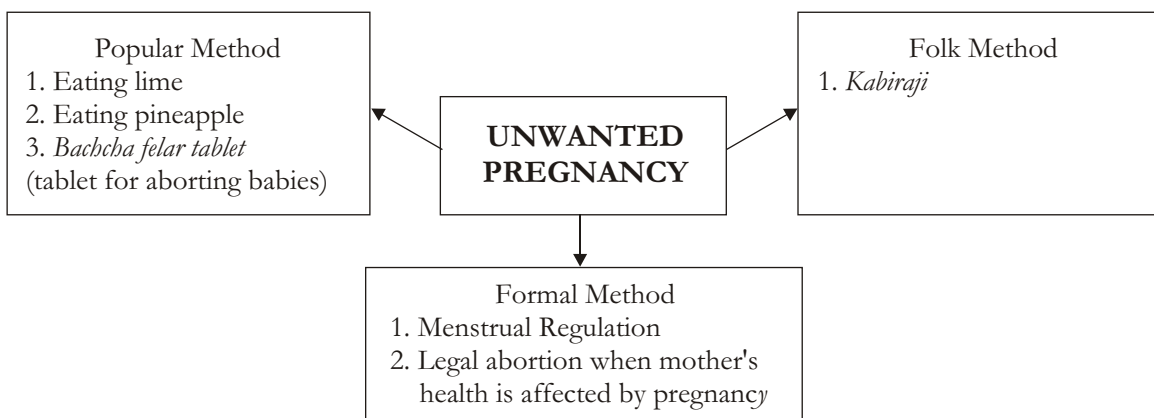 Popular Method
1. Eating lime
2. Eating pineapple
3. Bachcha felar tablet
(tablet for aborting babies)
UNWANTED
PREGNANCY
Folk Method
1. Kabiraji
Formal Method
1. Menstrual Regulation
2. Legal abortion when mother's
health is affected by pregnancy